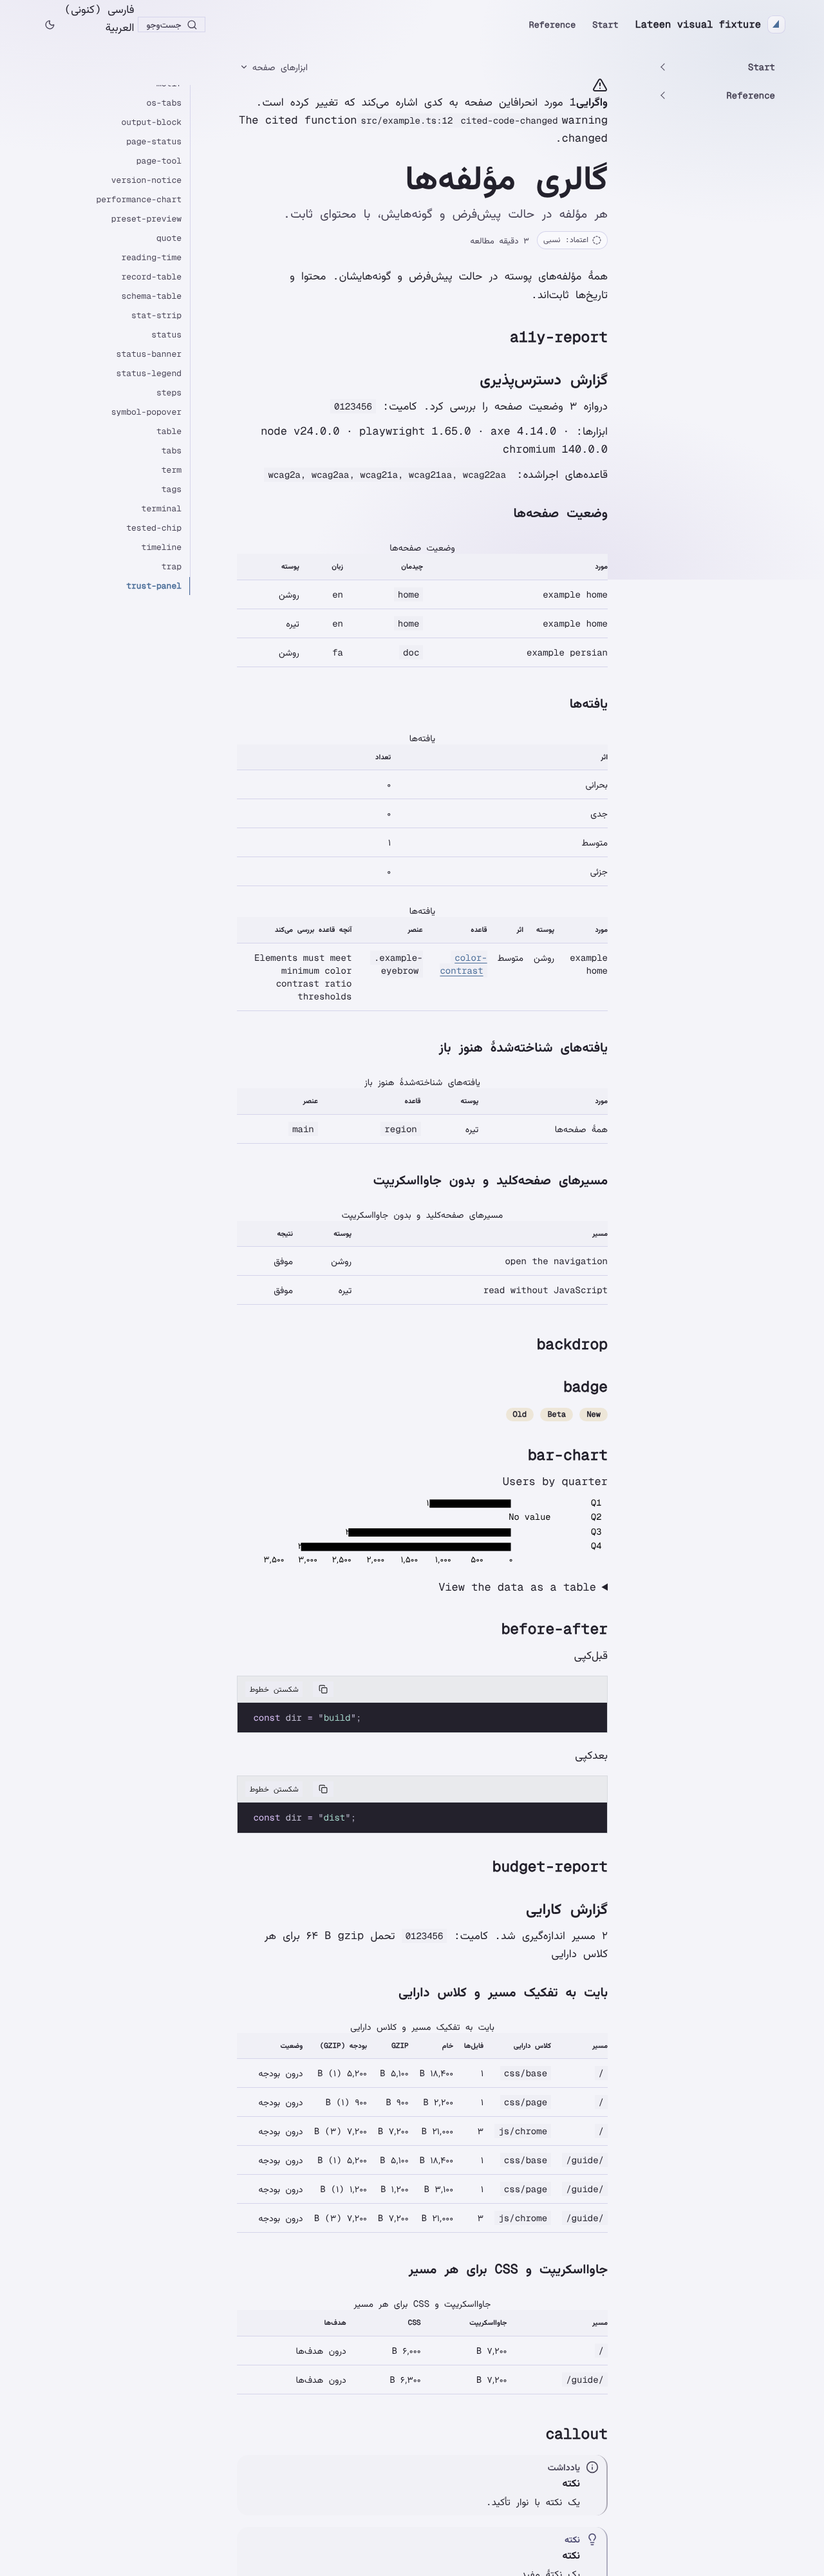 Lateen visual fixture
Start
Reference
جست‌وجو
فارسی (کنونی)
العربية
Start
Reference
ابزارهای صفحه
واگرایی1 مورد انحرافاین صفحه به کدی اشاره می‌کند که تغییر کرده است.
The cited function src/example.ts:12 cited-code-changed warning
changed.
گالری مؤلفه‌ها
هر مؤلفه در حالت پیش‌فرض و گونه‌هایش، با محتوای ثابت.
اعتماد: نسبی
۳ دقیقه مطالعه
همهٔ مؤلفه‌های پوسته در حالت پیش‌فرض و گونه‌هایشان. محتوا و
تاریخ‌ها ثابت‌اند.
a11y-report
گزارش دسترس‌پذیری
دروازه ۳ وضعیت صفحه را بررسی کرد. کامیت: 0123456
ابزارها: node v24.0.0 · playwright 1.65.0 · axe 4.14.0 ·
chromium 140.0.0
قاعده‌های اجراشده: wcag2a, wcag2aa, wcag21a, wcag21aa, wcag22aa
وضعیت صفحه‌ها
وضعیت صفحه‌ها
مورد چیدمان زبان پوسته
example home home en روشن
example home home en تیره
example persian doc fa روشن
یافته‌ها
یافته‌ها
اثر تعداد
بحرانی ۰
جدی ۰
متوسط ۱
جزئی ۰
یافته‌ها
مورد پوسته اثر قاعده عنصر آنچه قاعده بررسی می‌کند
example home روشن متوسط color-contrast .example-eyebrow Elements must meet
minimum color
contrast ratio
thresholds
یافته‌های شناخته‌شدهٔ هنوز باز
یافته‌های شناخته‌شدهٔ هنوز باز
مورد پوسته قاعده عنصر
همهٔ صفحه‌ها تیره region main
مسیرهای صفحه‌کلید و بدون جاوااسکریپت
مسیرهای صفحه‌کلید و بدون جاوااسکریپت
مسیر پوسته نتیجه
open the navigation روشن موفق
read without JavaScript تیره موفق
backdrop
badge
New Beta Old
bar-chart
Users by quarter
Q1
Q2 No value
Q3
Q4
۰ ۵۰۰ ۱,۰۰۰ ۱,۵۰۰ ۲,۰۰۰ ۲,۵۰۰ ۳,۰۰۰ ۳,۵۰۰
View the data as a table
before-after
قبل‌کپی
شکستن خطوط
const dir = "build";
بعدکپی
شکستن خطوط
const dir = "dist";
budget-report
گزارش کارایی
۲ مسیر اندازه‌گیری شد. کامیت: 0123456 تحمل ۶۴ B gzip برای هر
کلاس دارایی
بایت به تفکیک مسیر و کلاس دارایی
بایت به تفکیک مسیر و کلاس دارایی
مسیر کلاس دارایی فایل‌ها خام GZIP بودجه (GZIP) وضعیت
/ css/base ۱ ۱۸,۴۰۰ B ۵,۱۰۰ B ۵,۲۰۰ B (۱) درون بودجه
/ css/page ۱ ۲,۲۰۰ B ۹۰۰ B ۹۰۰ B (۱) درون بودجه
/ js/chrome ۳ ۲۱,۰۰۰ B ۷,۲۰۰ B ۷,۲۰۰ B (۳) درون بودجه
/guide/ css/base ۱ ۱۸,۴۰۰ B ۵,۱۰۰ B ۵,۲۰۰ B (۱) درون بودجه
/guide/ css/page ۱ ۳,۱۰۰ B ۱,۲۰۰ B ۱,۲۰۰ B (۱) درون بودجه
/guide/ js/chrome ۳ ۲۱,۰۰۰ B ۷,۲۰۰ B ۷,۲۰۰ B (۳) درون بودجه
جاوااسکریپت و CSS برای هر مسیر
جاوااسکریپت و CSS برای هر مسیر
مسیر جاوااسکریپت CSS هدف‌ها
/ ۷,۲۰۰ B ۶,۰۰۰ B درون هدف‌ها
/guide/ ۷,۲۰۰ B ۶,۳۰۰ B درون هدف‌ها
callout
یادداشت
نکته
یک نکته با نوار تأکید.
نکته
نکته
os-tabs
output-block
page-status
page-tool
version-notice
performance-chart
preset-preview
quote
reading-time
record-table
schema-table
stat-strip
status
status-banner
status-legend
steps
symbol-popover
table
tabs
term
tags
terminal
tested-chip
timeline
trap
trust-panel